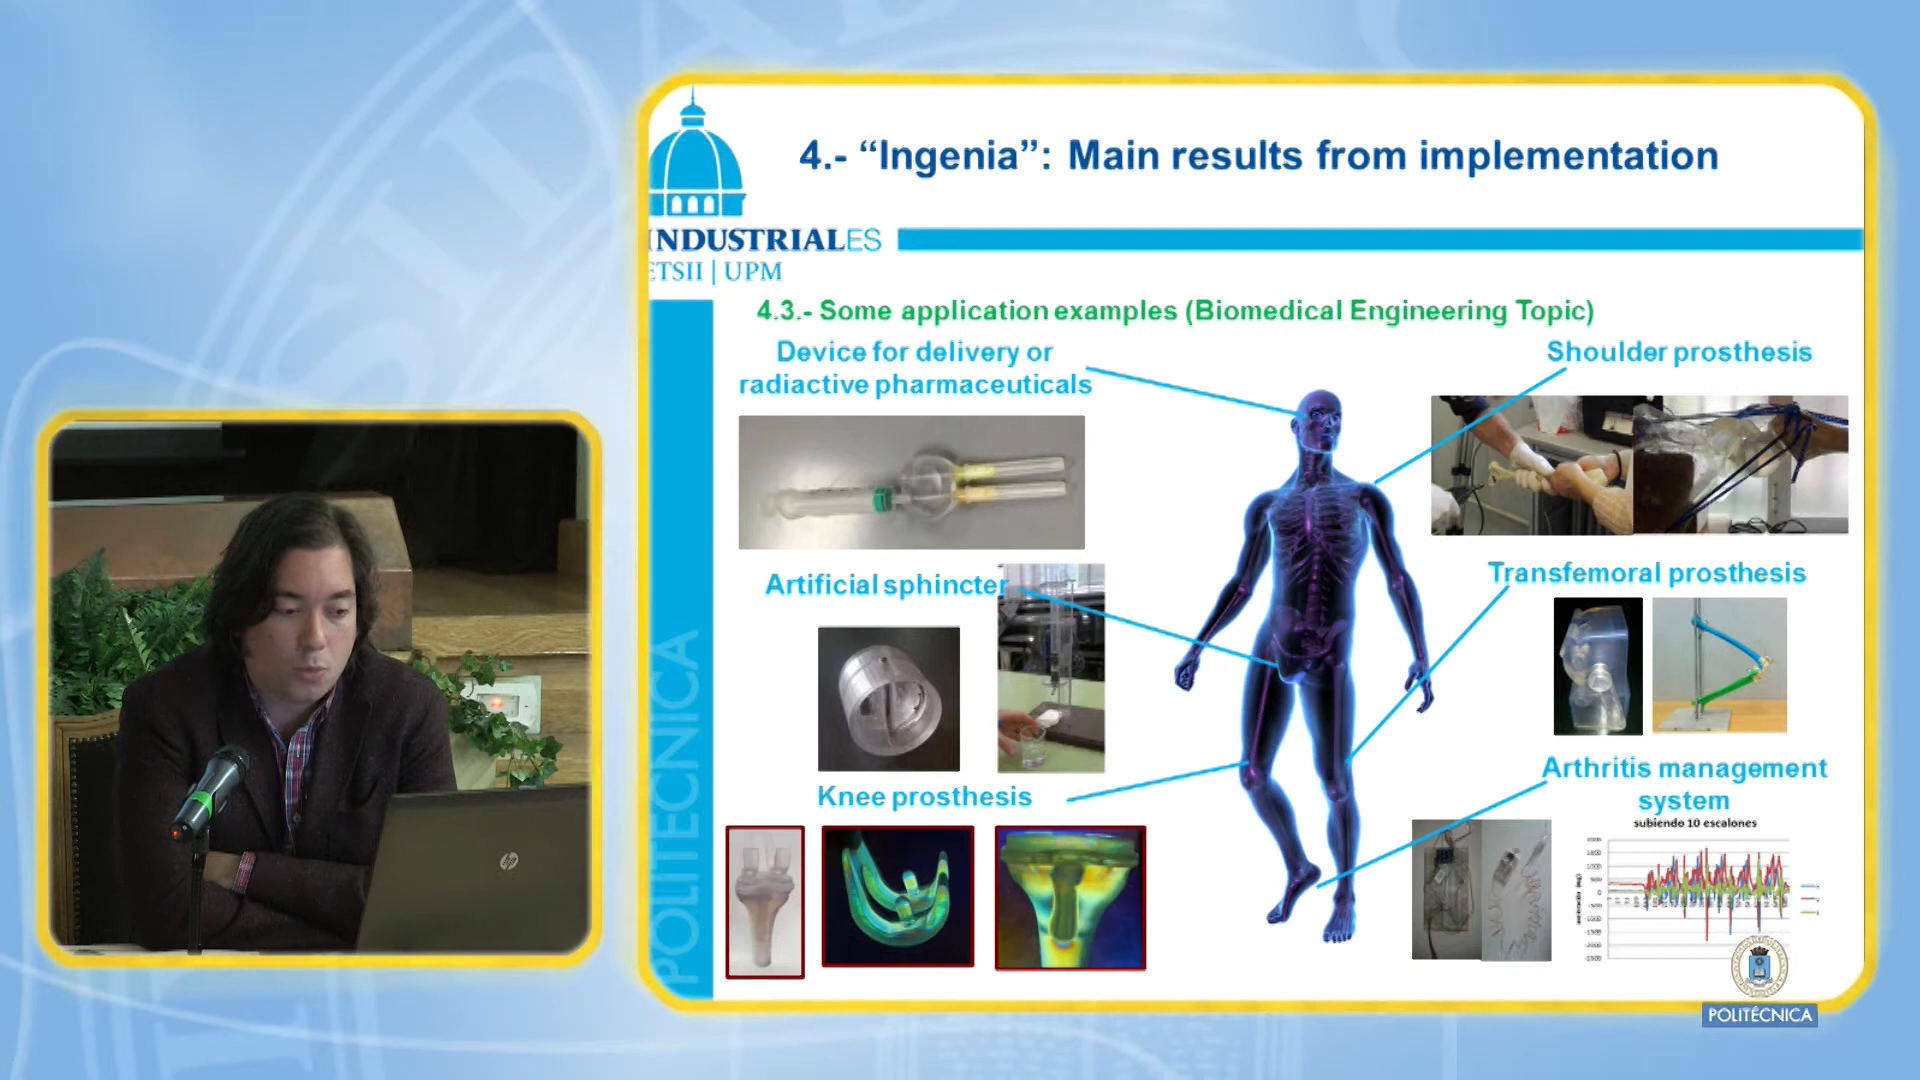 4.- “Ingenia”: Main results from implementation
INDUSTRIALES
ETSII | UPM
4.3.- Some application examples (Biomedical Engineering Topic)
Device for delivery or
radiactive pharmaceuticals
Shoulder prosthesis
Artificial sphincter
Transfemoral prosthesis
Knee prosthesis
Arthritis management
system
subiendo 10 escalones
POLITÉCNICA
hp
POLITÉCNICA